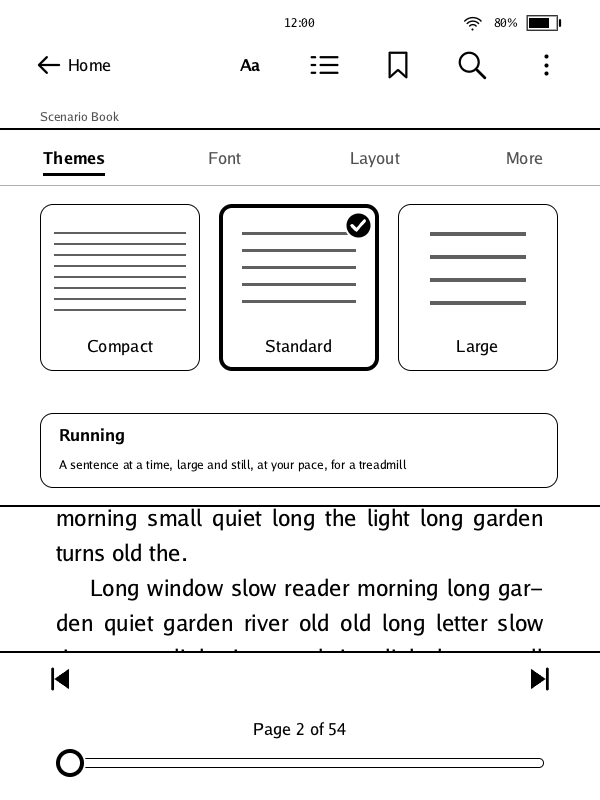 12:00
80%
Home
Aa
Scenario Book
Themes
Font
Layout
More
Compact
Standard
Large
Running
A sentence at a time, large and still, at your pace, for a treadmill
morning small quiet long the light long garden
turns old the.
Long window slow reader morning long gar–
den quiet garden river old old long letter slow
Page 2 of 54